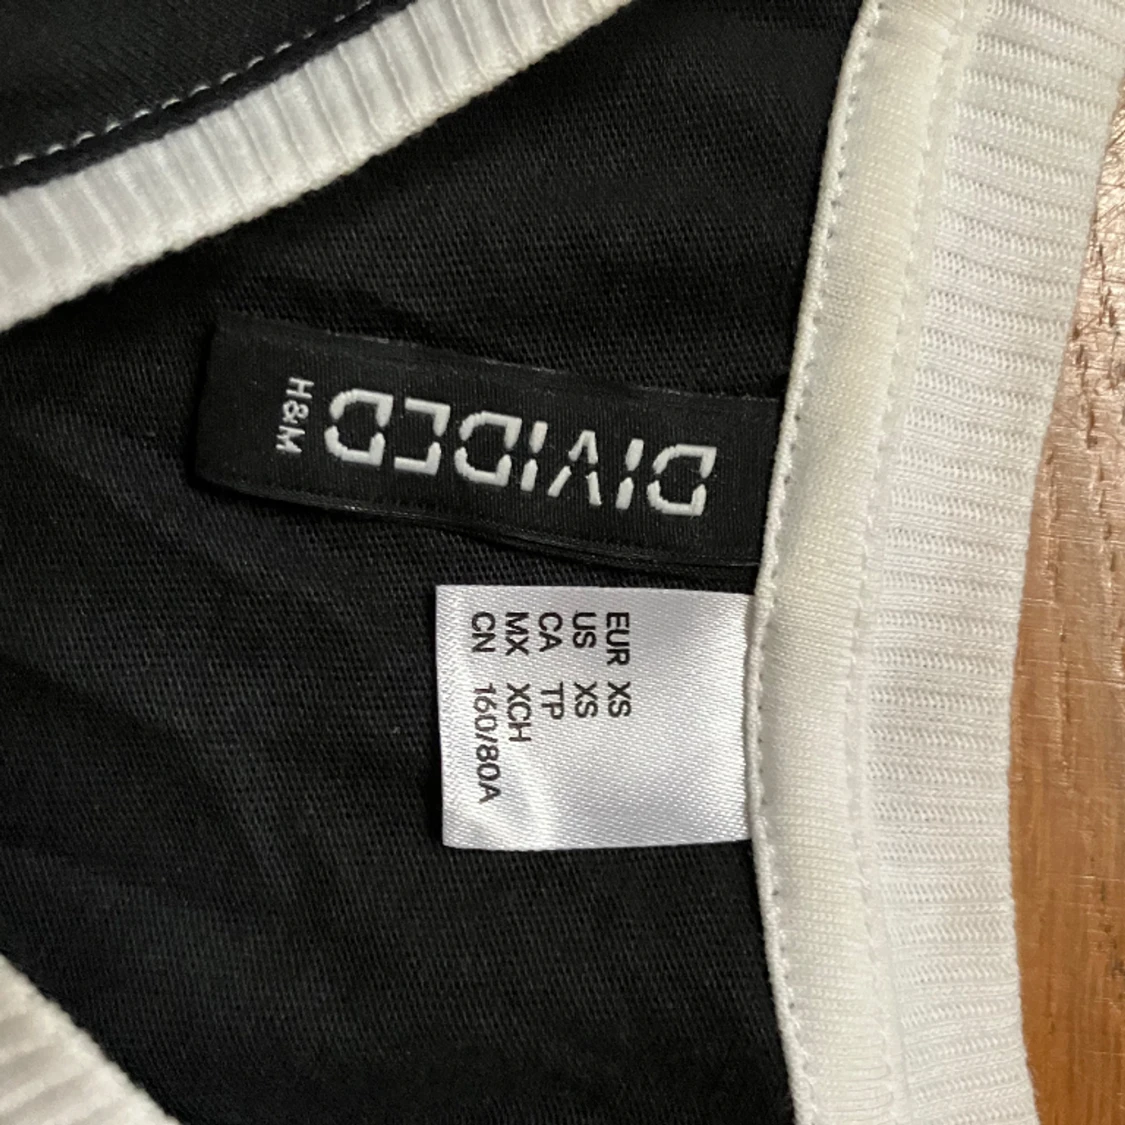 DIVIDED
H&M
EUR XS
US XS
CA TP
MX XCH
CN 160/80A